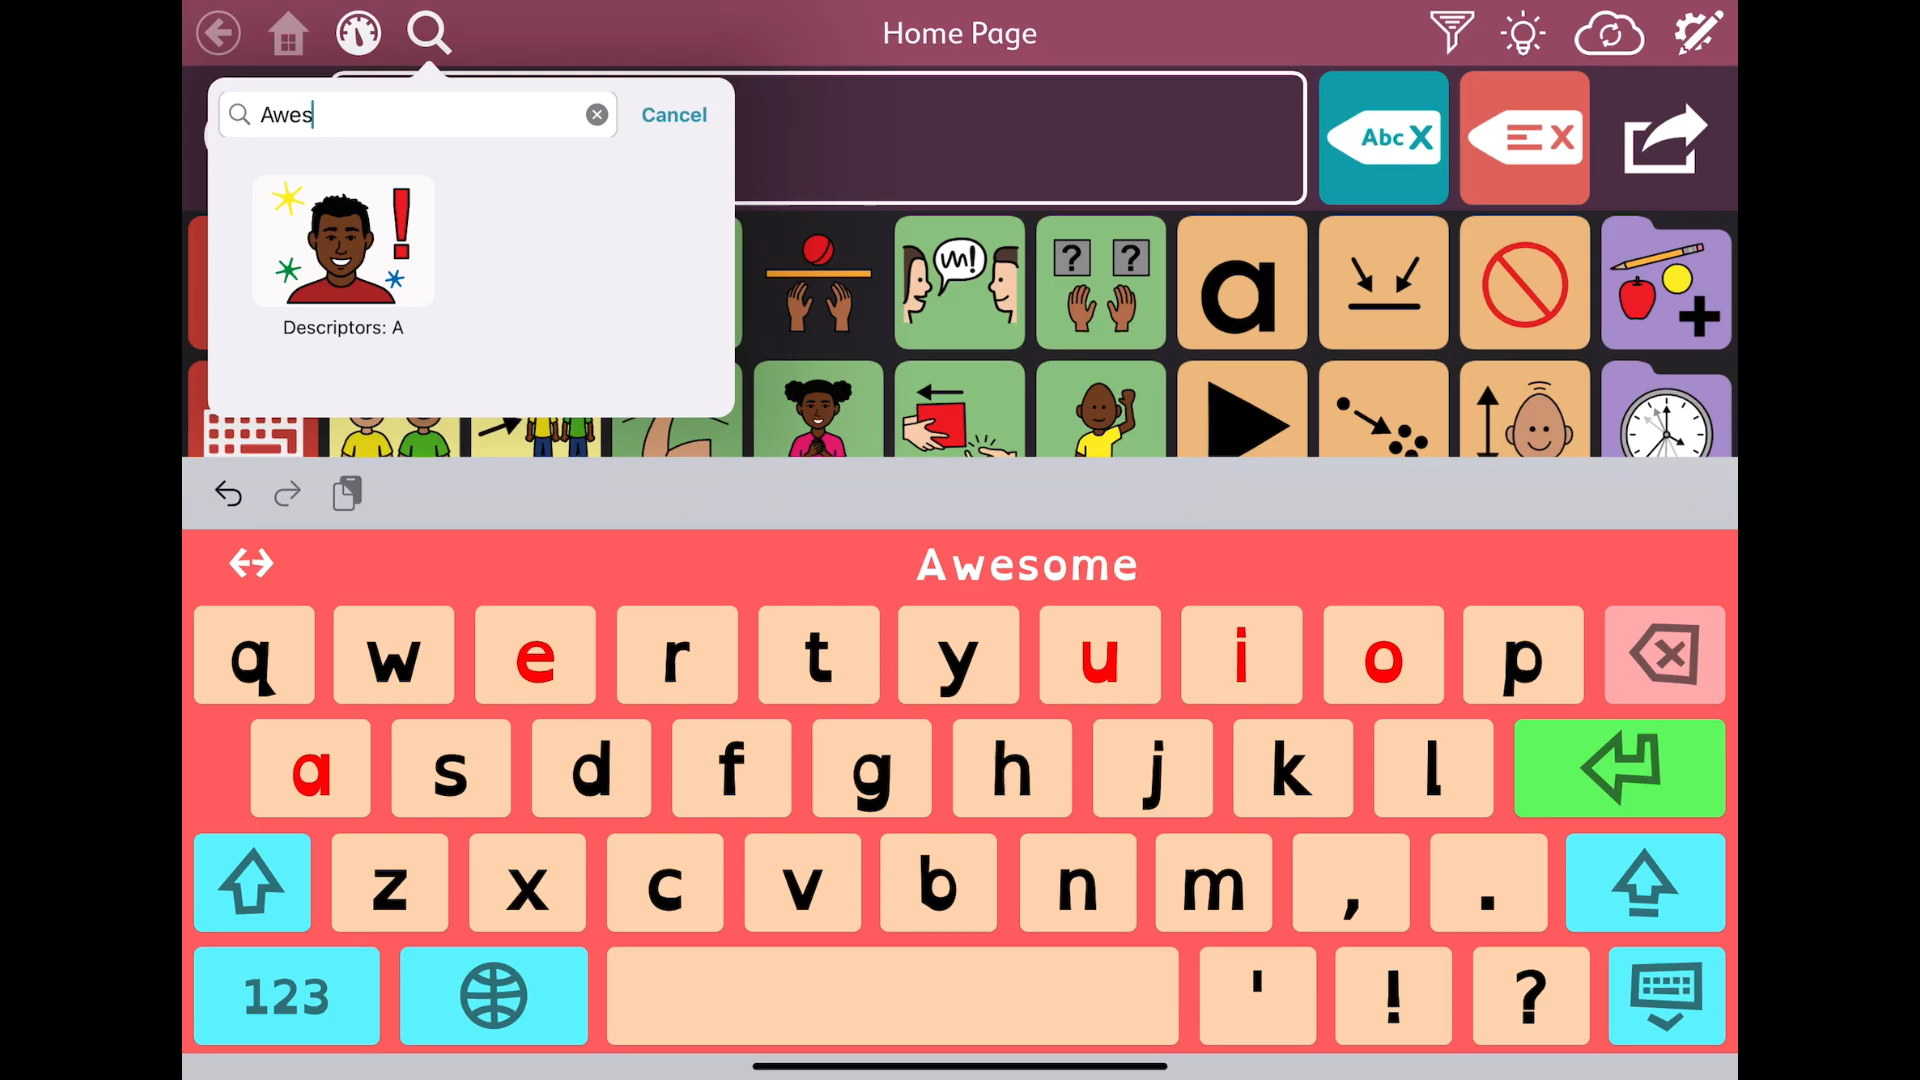 Home Page
Awes
Cancel
Abc X
X
Descriptors: A
m!
? ?
a
Awesome
q w e r t y u i o p
a s d f g h j k l
z x c v b n m , .
123 ' ! ?